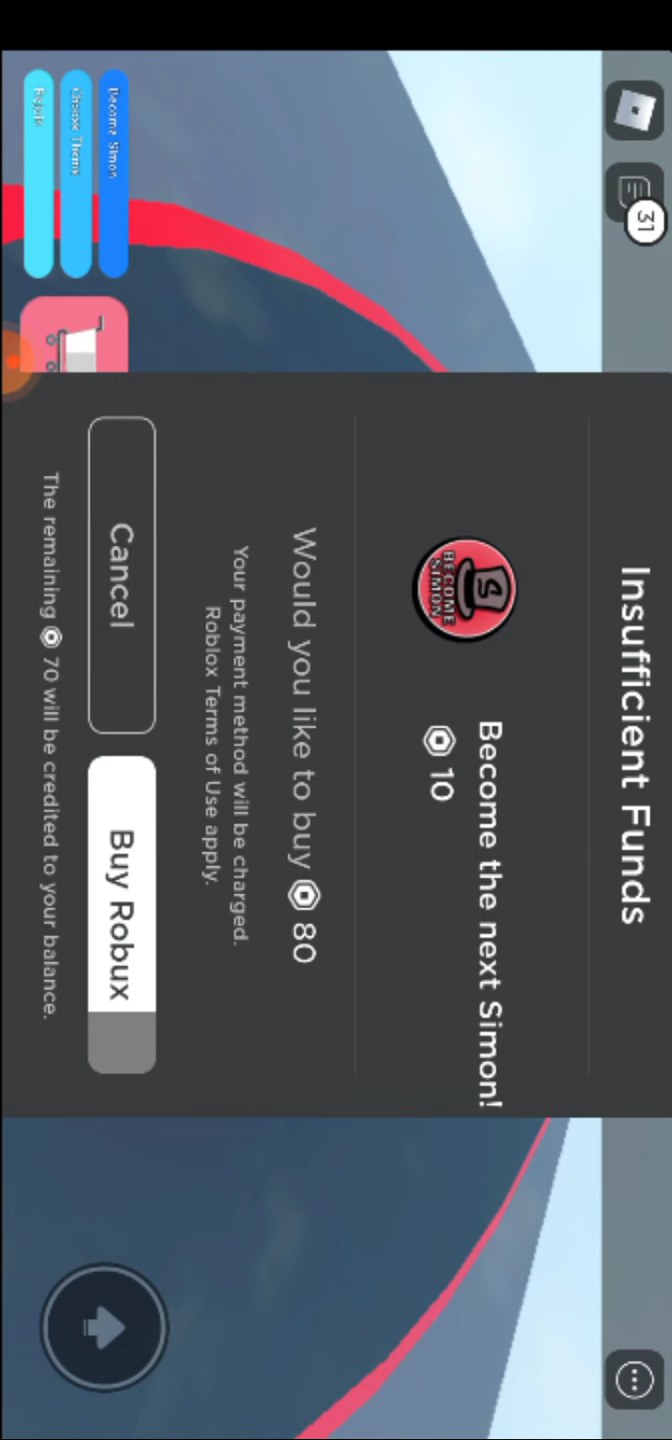 31
Become Simon
Choose Theme
Insufficient Funds
S
BECOME
SIMON
Become the next Simon!
10
Would you like to buy 80
Your payment method will be charged.
Roblox Terms of Use apply.
Cancel
Buy Robux
The remaining 70 will be credited to your balance.